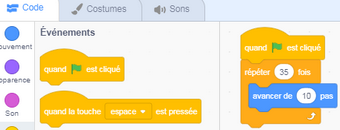 Code Costumes Sons
Événements
ouvement
quand est cliqué
pparence
quand la touche espace est pressée
Son
quand est cliqué
répéter 35 fois
avancer de 10 pas